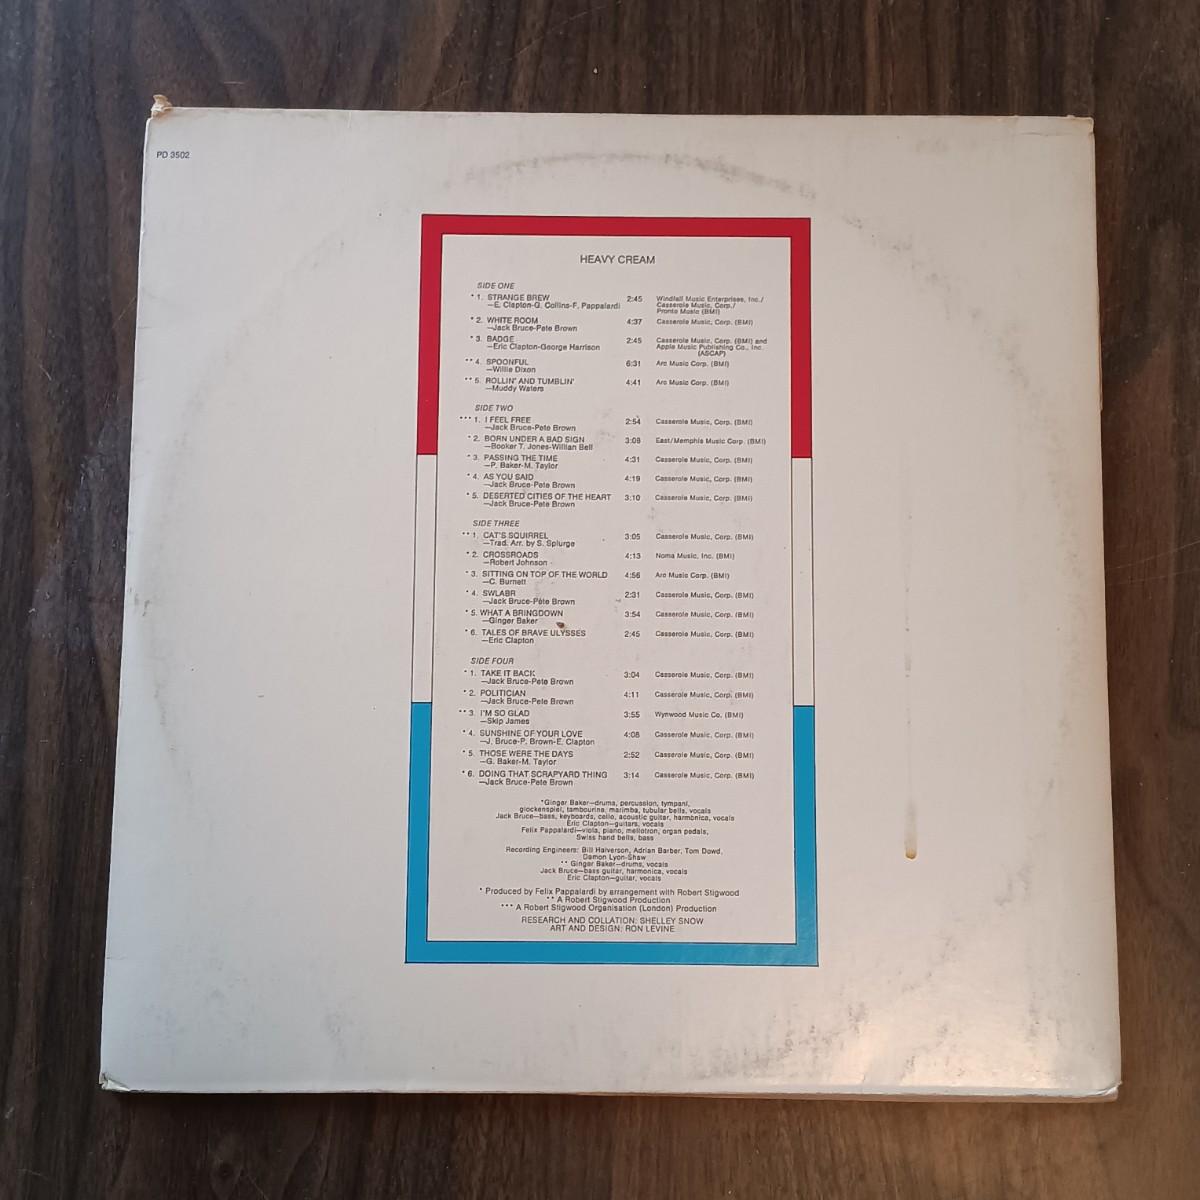 PD 3502
HEAVY CREAM
SIDE ONE
* 1. STRANGE BREW 2:45 Windfall Music Enterprises, Inc./
—E. Clapton-G. Collins-F. Pappalardi Casserole Music, Corp./
Pronto Music (BMI)
* 2. WHITE ROOM 4:37 Casserole Music, Corp. (BMI)
—Jack Bruce-Pete Brown
* 3. BADGE 2:45 Casserole Music, Corp. (BMI) and
—Eric Clapton-George Harrison Apple Music Publishing Co., Inc.
(ASCAP)
** 4. SPOONFUL 6:31 Arc Music Corp. (BMI)
—Willie Dixon
** 5. ROLLIN' AND TUMBLIN' 4:41 Arc Music Corp. (BMI)
—Muddy Waters
SIDE TWO
*** 1. I FEEL FREE 2:54 Casserole Music, Corp. (BMI)
—Jack Bruce-Pete Brown
* 2. BORN UNDER A BAD SIGN 3:08 East/Memphis Music Corp. (BMI)
—Booker T. Jones-Willian Bell
* 3. PASSING THE TIME 4:31 Casserole Music, Corp. (BMI)
—P. Baker-M. Taylor
* 4. AS YOU SAID 4:19 Casserole Music, Corp. (BMI)
—Jack Bruce-Pete Brown
* 5. DESERTED CITIES OF THE HEART 3:10 Casserole Music, Corp. (BMI)
—Jack Bruce-Pete Brown
SIDE THREE
** 1. CAT'S SQUIRREL 3:05 Casserole Music, Corp. (BMI)
—Trad. Arr. by S. Splurge
* 2. CROSSROADS 4:13 Noma Music, Inc. (BMI)
—Robert Johnson
* 3. SITTING ON TOP OF THE WORLD 4:56 Arc Music Corp. (BMI)
—C. Burnett
* 4. SWLABR 2:31 Casserole Music, Corp. (BMI)
—Jack Bruce-Pete Brown
* 5. WHAT A BRINGDOWN 3:54 Casserole Music, Corp. (BMI)
—Ginger Baker
* 6. TALES OF BRAVE ULYSSES 2:45 Casserole Music, Corp. (BMI)
—Eric Clapton
SIDE FOUR
* 1. TAKE IT BACK 3:04 Casserole Music, Corp. (BMI)
—Jack Bruce-Pete Brown
* 2. POLITICIAN 4:11 Casserole Music, Corp. (BMI)
—Jack Bruce-Pete Brown
** 3. I'M SO GLAD 3:55 Wynwood Music Co. (BMI)
—Skip James
* 4. SUNSHINE OF YOUR LOVE 4:08 Casserole Music, Corp. (BMI)
—J. Bruce-P. Brown-E. Clapton
* 5. THOSE WERE THE DAYS 2:52 Casserole Music, Corp. (BMI)
—G. Baker-M. Taylor
* 6. DOING THAT SCRAPYARD THING 3:14 Casserole Music, Corp. (BMI)
—Jack Bruce-Pete Brown
*Ginger Baker—drums, percussion, tympani,
glockenspiel, tambourine, marimba, tubular bells, vocals
Jack Bruce—bass, keyboards, cello, acoustic guitar, harmonica, vocals
Eric Clapton—guitars, vocals
Felix Pappalardi—viola, piano, mellotron, organ pedals,
Swiss hand bells, bass
Recording Engineers: Bill Halverson, Adrian Barber, Tom Dowd,
Damon Lyon-Shaw
** Ginger Baker—drums, vocals
Jack Bruce—bass guitar, harmonica, vocals
Eric Clapton—guitar, vocals
* Produced by Felix Pappalardi by arrangement with Robert Stigwood
** A Robert Stigwood Production
*** A Robert Stigwood Organisation (London) Production
RESEARCH AND COLLATION: SHELLEY SNOW
ART AND DESIGN: RON LEVINE